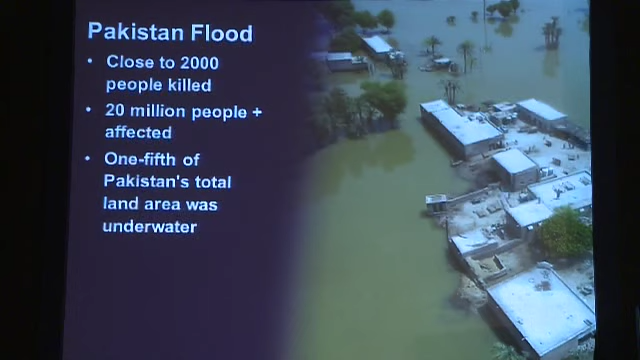 Pakistan Flood
• Close to 2000
people killed
• 20 million people +
affected
• One-fifth of
Pakistan's total
land area was
underwater